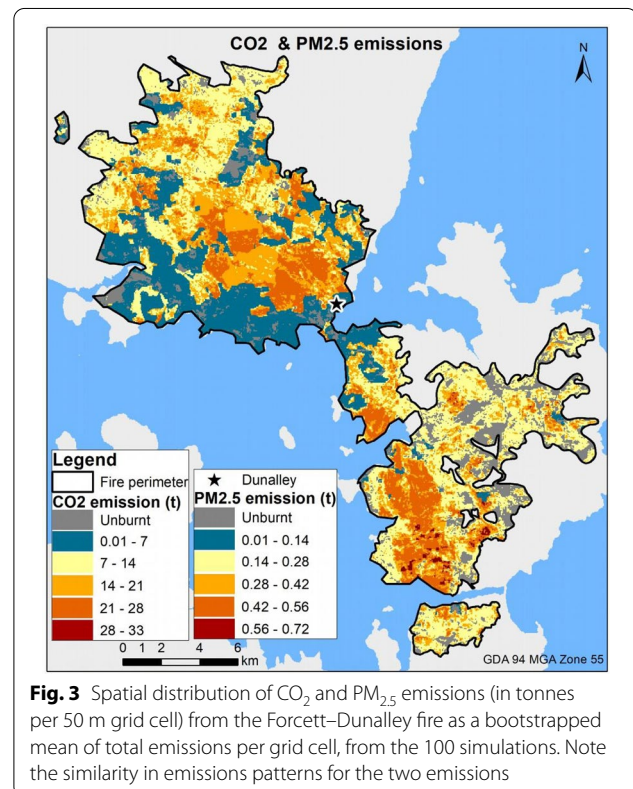 CO2 & PM2.5 emissions
N
Legend
Fire perimeter
CO2 emission (t)
Unburnt
0.01 - 7
7 - 14
14 - 21
21 - 28
28 - 33
Dunalley
PM2.5 emission (t)
Unburnt
0.01 - 0.14
0.14 - 0.28
0.28 - 0.42
0.42 - 0.56
0.56 - 0.72
0 1 2 4 6
km
GDA 94 MGA Zone 55
Fig. 3 Spatial distribution of CO₂ and PM₂.₅ emissions (in tonnes
per 50 m grid cell) from the Forcett–Dunalley fire as a bootstrapped
mean of total emissions per grid cell, from the 100 simulations. Note
the similarity in emissions patterns for the two emissions